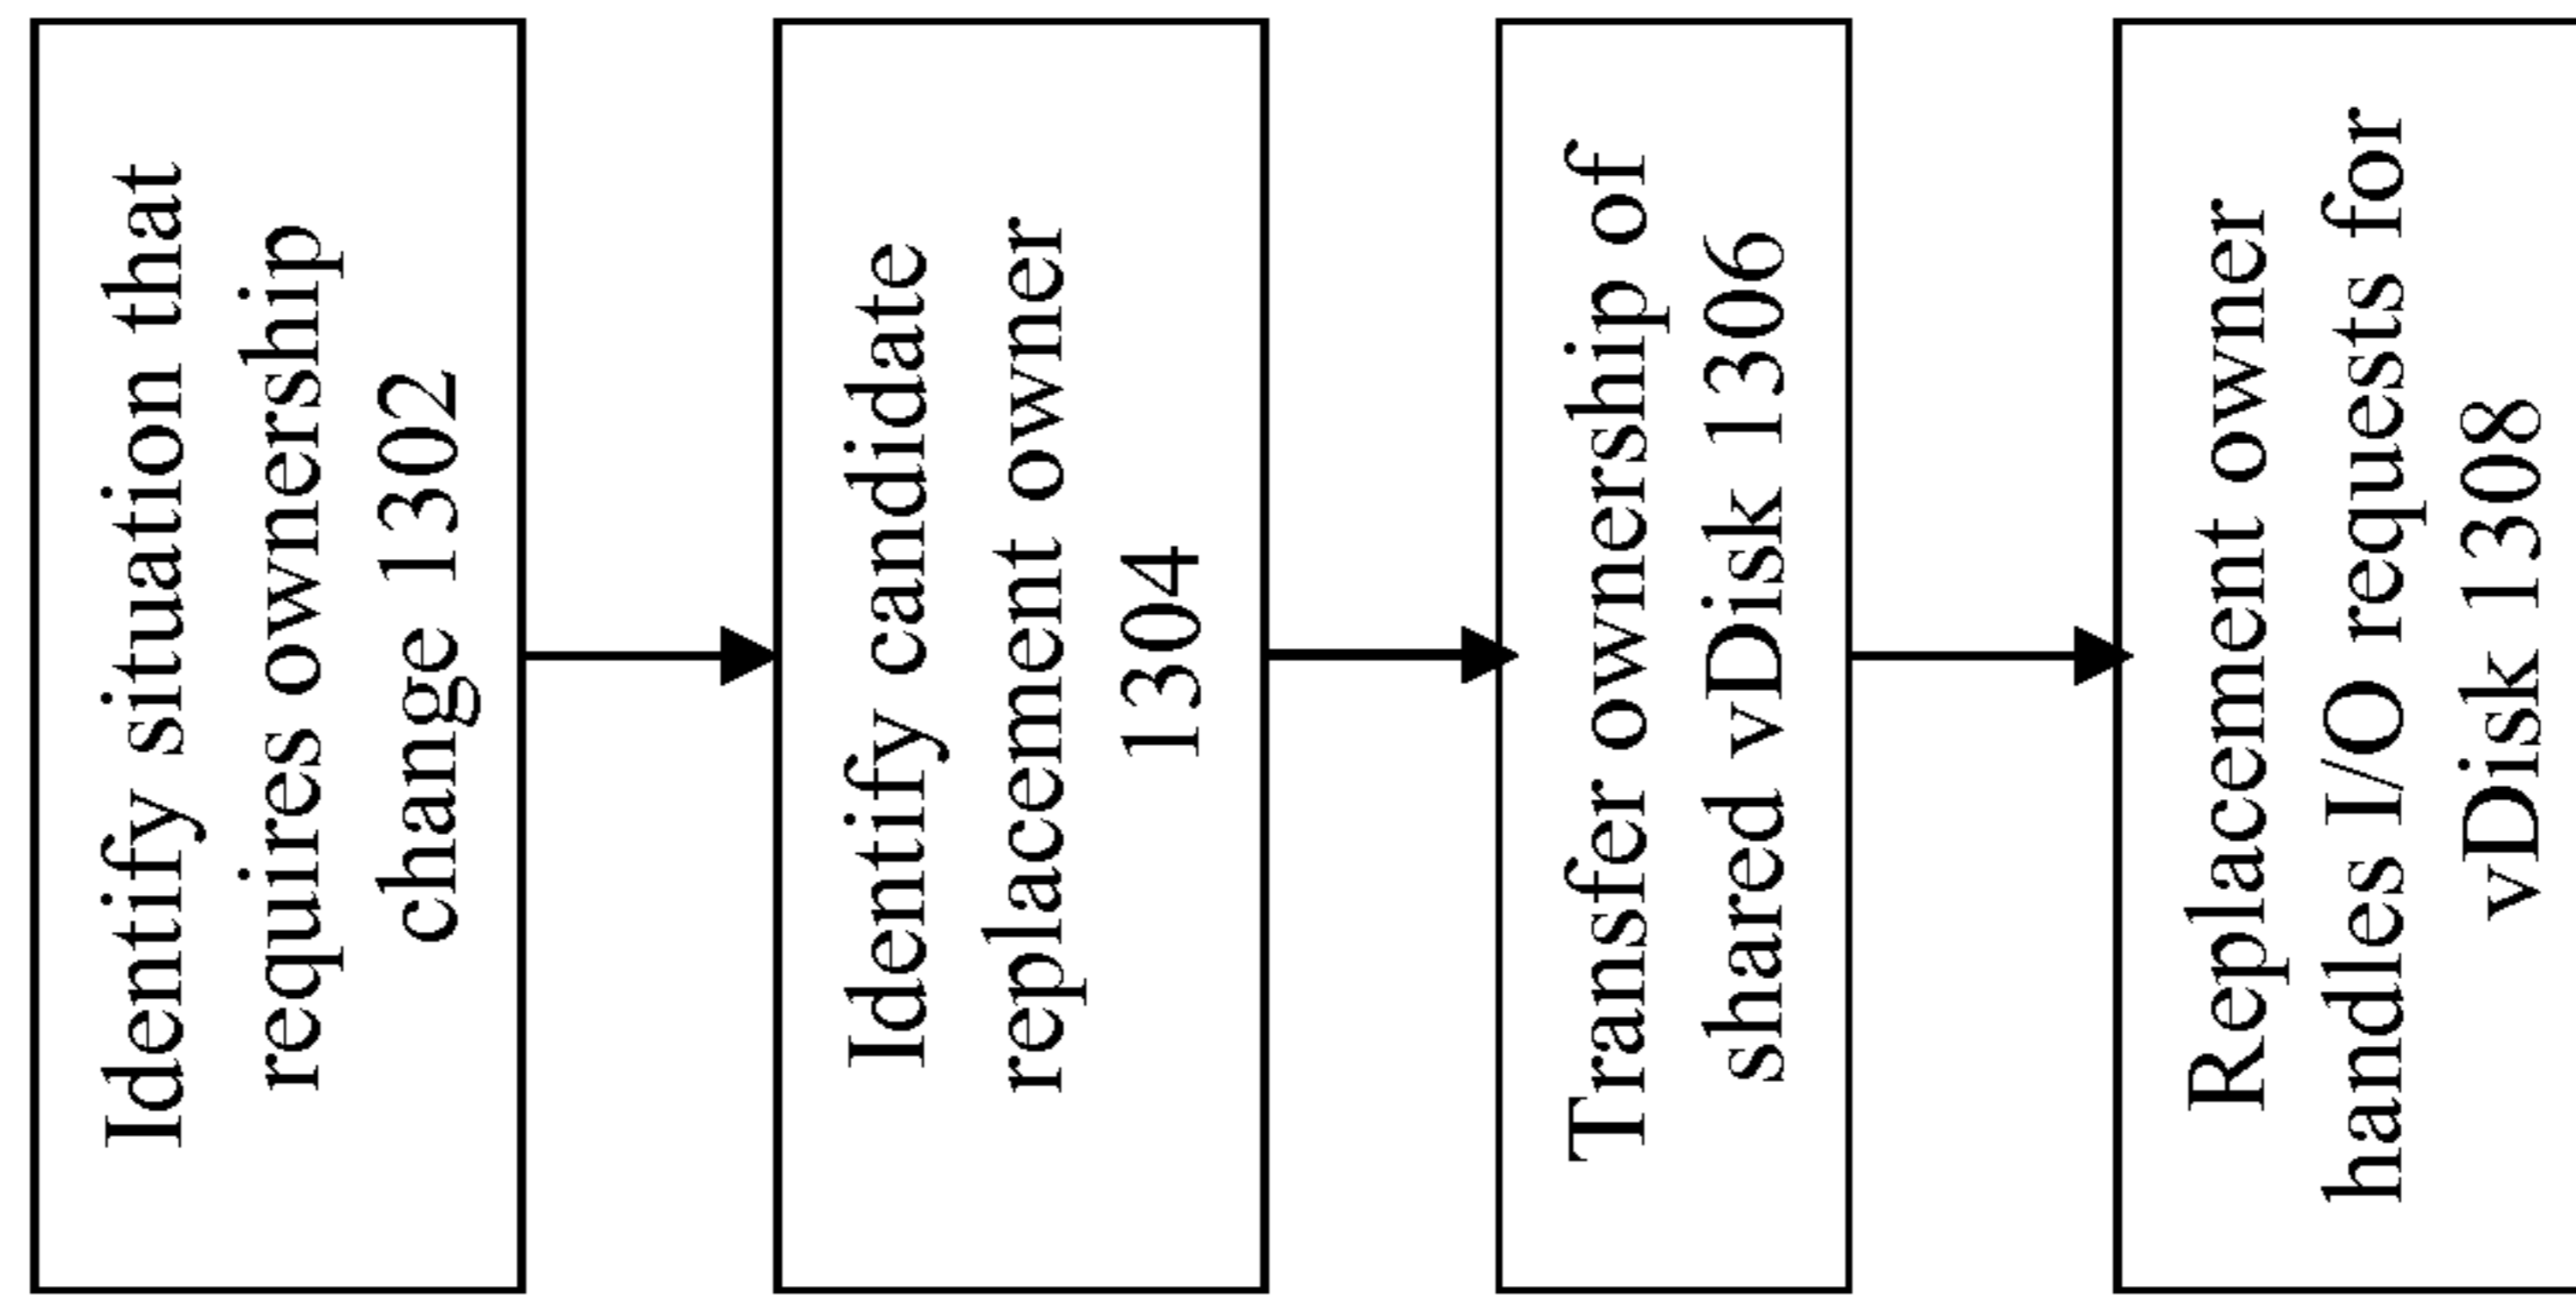 Identify situation that
requires ownership
change 1302
Identify candidate
replacement owner
1304
Transfer ownership of
shared vDisk 1306
Replacement owner
handles I/O requests for
vDisk 1308